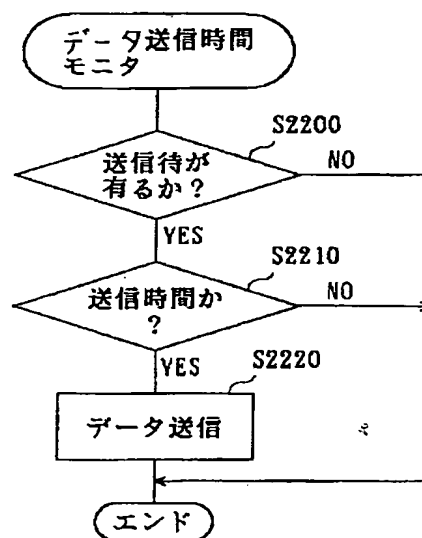 データ送信時間
モニタ
S2200
送信待が
有るか？
NO
YES
S2210
送信時間か
？
NO
YES
S2220
データ送信
エンド